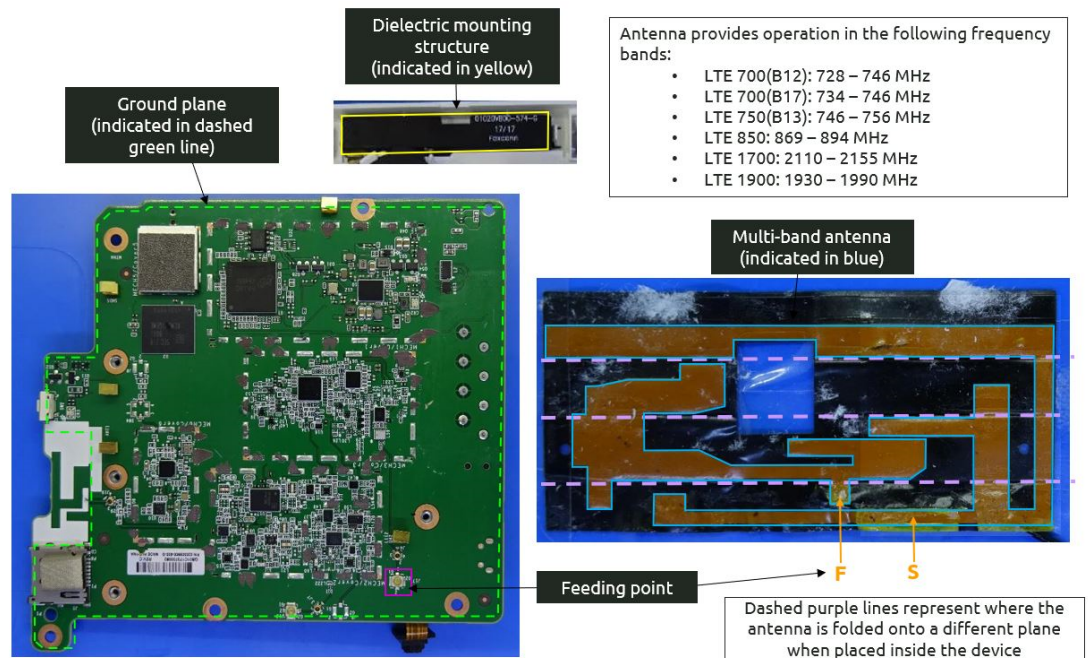 Dielectric mounting
structure
(indicated in yellow)
Ground plane
(indicated in dashed
green line)
17/17
Foxconn
Antenna provides operation in the following frequency
bands:
• LTE 700(B12): 728 – 746 MHz
• LTE 700(B17): 734 – 746 MHz
• LTE 750(B13): 746 – 756 MHz
• LTE 850: 869 – 894 MHz
• LTE 1700: 2110 – 2155 MHz
• LTE 1900: 1930 – 1990 MHz
Multi-band antenna
(indicated in blue)
F
S
Feeding point
Dashed purple lines represent where the
antenna is folded onto a different plane
when placed inside the device